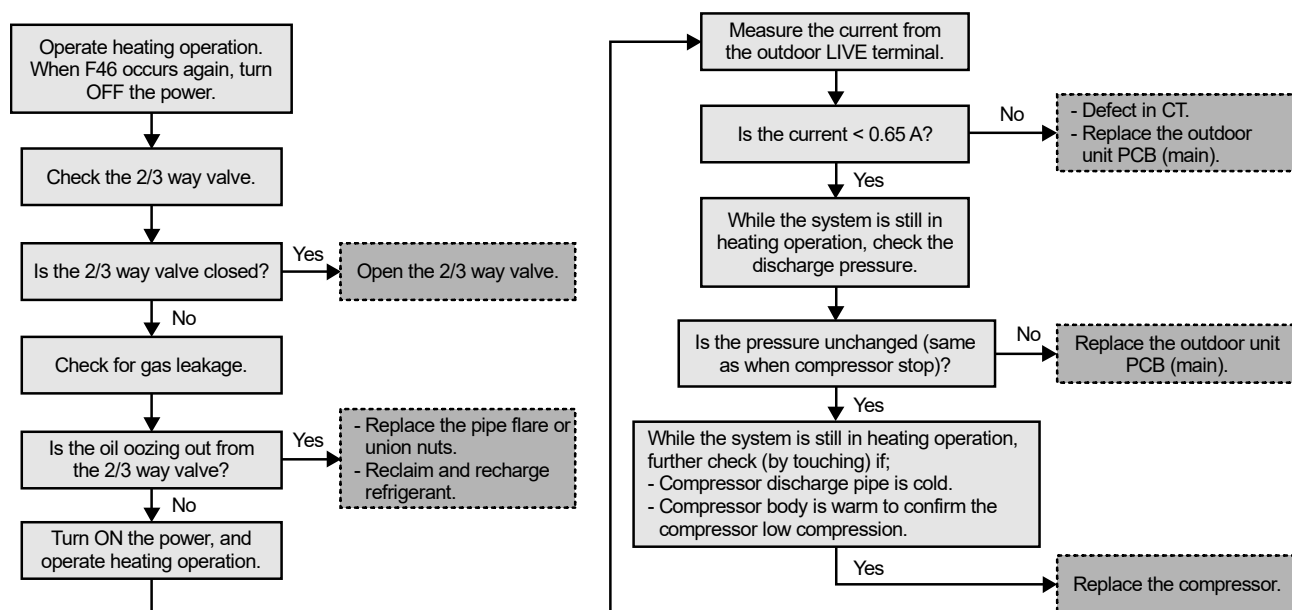 Operate heating operation.
When F46 occurs again, turn
OFF the power.
Check the 2/3 way valve.
Is the 2/3 way valve closed?
Yes
Open the 2/3 way valve.
No
Check for gas leakage.
Is the oil oozing out from
the 2/3 way valve?
Yes
- Replace the pipe flare or
union nuts.
- Reclaim and recharge
refrigerant.
No
Turn ON the power, and
operate heating operation.
Measure the current from
the outdoor LIVE terminal.
Is the current < 0.65 A?
No
- Defect in CT.
- Replace the outdoor
unit PCB (main).
Yes
While the system is still in
heating operation, check the
discharge pressure.
Is the pressure unchanged (same
as when compressor stop)?
No
Replace the outdoor unit
PCB (main).
Yes
While the system is still in heating operation,
further check (by touching) if;
- Compressor discharge pipe is cold.
- Compressor body is warm to confirm the
compressor low compression.
Yes
Replace the compressor.